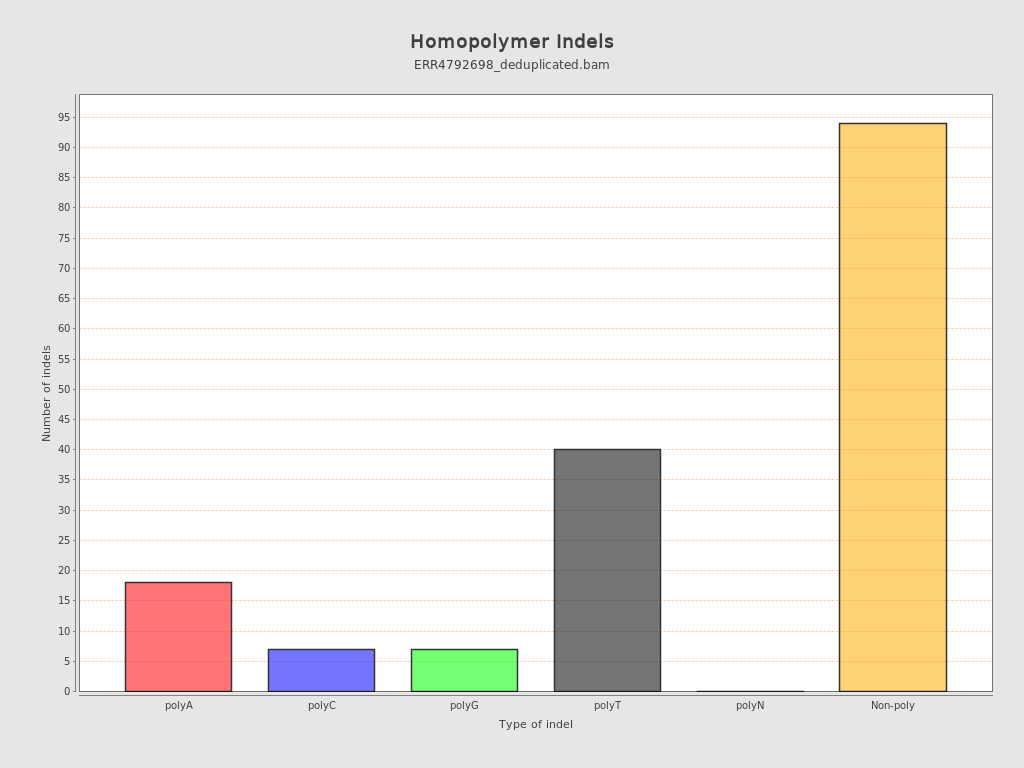 Homopolymer Indels
ERR4792698_deduplicated.bam
Number of indels
95
90
85
80
75
70
65
60
55
50
45
40
35
30
25
20
15
10
5
0
polyA
polyC
polyG
polyT
polyN
Non-poly
Type of indel